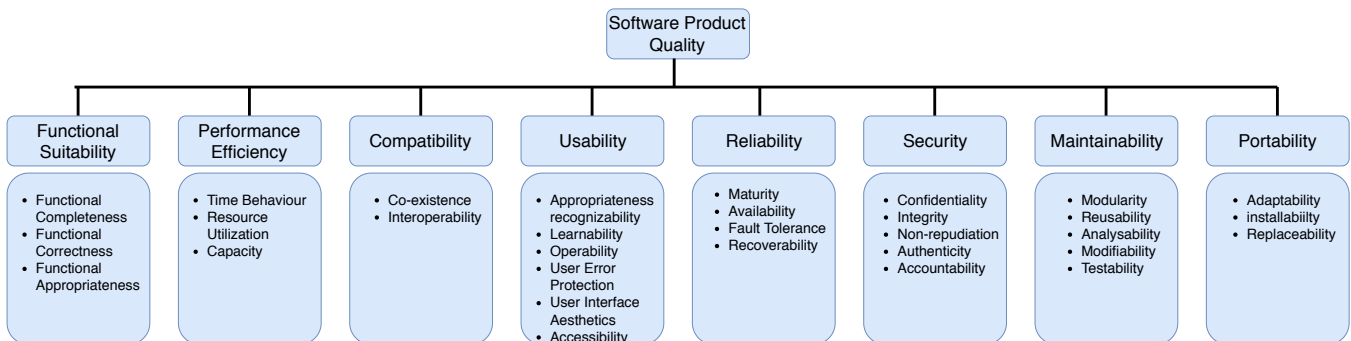 Software Product
Quality
Functional
Suitability
Performance
Efficiency
Compatibility
Usability
Reliability
Security
Maintainability
Portability
• Functional
Completeness
• Functional
Correctness
• Functional
Appropriateness
• Time Behaviour
• Resource
Utilization
• Capacity
• Co-existence
• Interoperability
• Appropriateness
recognizability
• Learnability
• Operability
• User Error
Protection
• User Interface
Aesthetics
• Accessibility
• Maturity
• Availability
• Fault Tolerance
• Recoverability
• Confidentiality
• Integrity
• Non-repudiation
• Authenticity
• Accountability
• Modularity
• Reusability
• Analysability
• Modifiability
• Testability
• Adaptability
• installabilty
• Replaceability